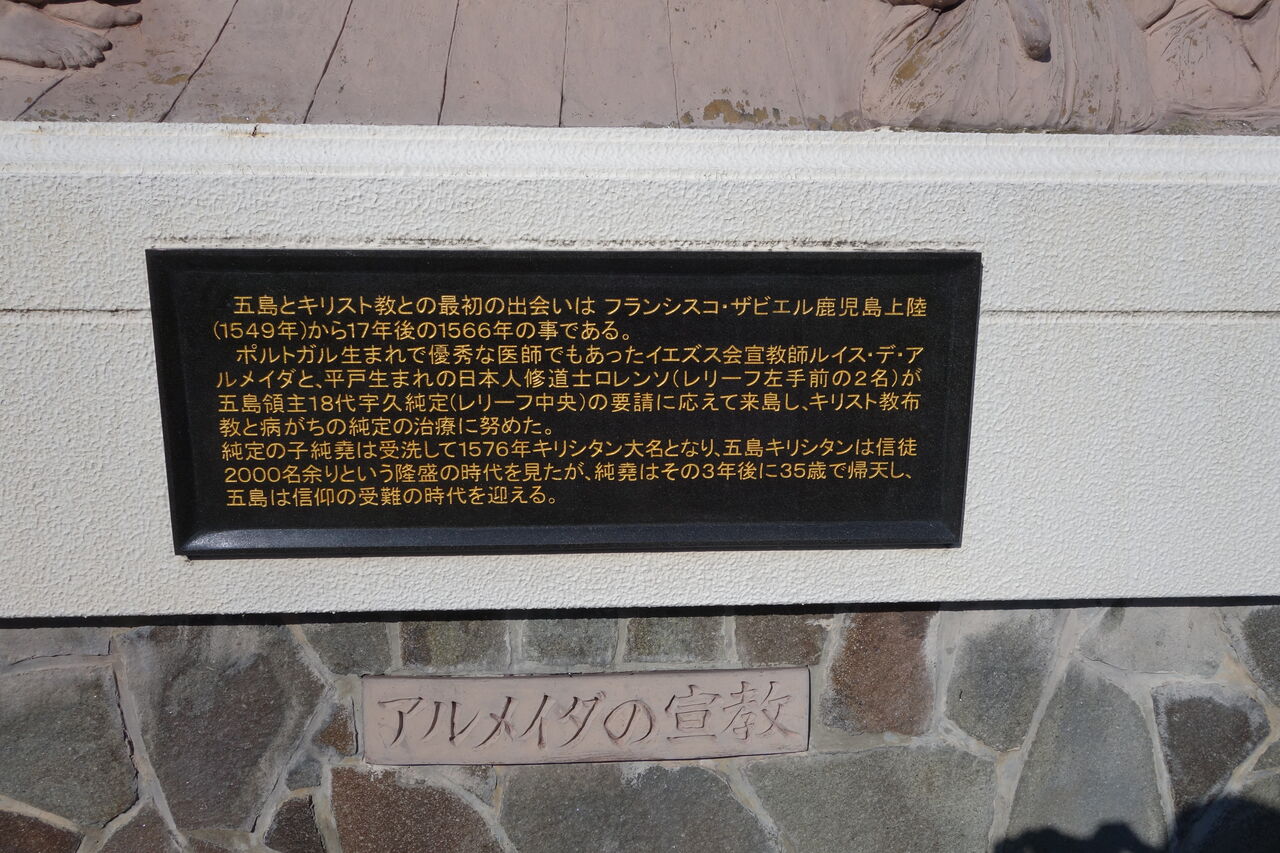 五島とキリスト教との最初の出会いは フランシスコ・ザビエル鹿児島上陸
(1549年)から17年後の1566年の事である。
ポルトガル生まれで優秀な医師でもあったイエズス会宣教師ルイス・デ・ア
ルメイダと、平戸生まれの日本人修道士ロレンソ(レリーフ左手前の2名)が
五島領主18代宇久純定(レリーフ中央)の要請に応えて来島し、キリスト教布
教と病がちの純定の治療に努めた。
純定の子純堯は受洗して1576年キリシタン大名となり、五島キリシタンは信徒
2000名余りという隆盛の時代を見たが、純堯はその3年後に35歳で帰天し、
五島は信仰の受難の時代を迎える。
アルメイダの宣教